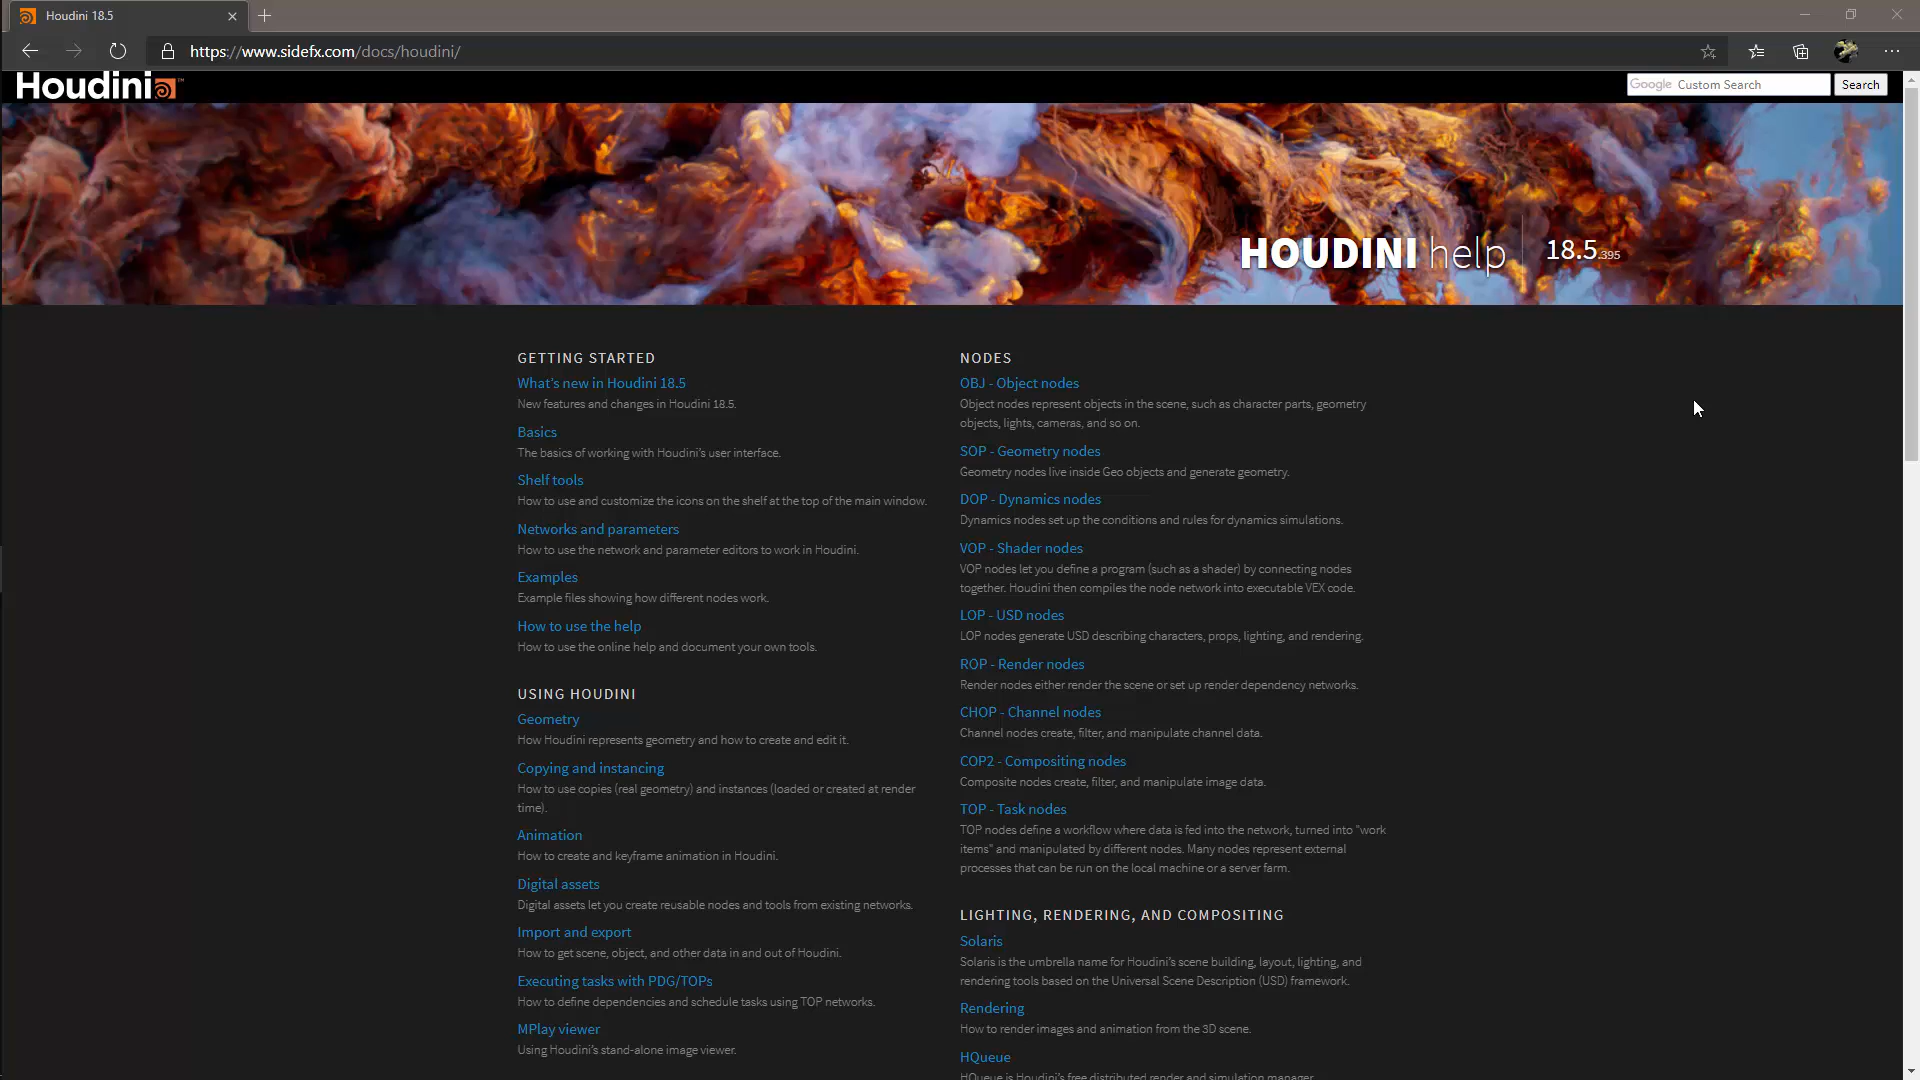 Houdini 18.5
https://www.sidefx.com/docs/houdini/
Houdini
Google Custom Search
Search
HOUDINI help 18.5.395
GETTING STARTED
What's new in Houdini 18.5
New features and changes in Houdini 18.5.
Basics
The basics of working with Houdini's user interface.
Shelf tools
How to use and customize the icons on the shelf at the top of the main window.
Networks and parameters
How to use the network and parameter editors to work in Houdini.
Examples
Example files showing how different nodes work.
How to use the help
How to use the online help and document your own tools.
USING HOUDINI
Geometry
How Houdini represents geometry and how to create and edit it.
Copying and instancing
How to use copies (real geometry) and instances (loaded or created at render
time).
Animation
How to create and keyframe animation in Houdini.
Digital assets
Digital assets let you create reusable nodes and tools from existing networks.
Import and export
How to get scene, object, and other data in and out of Houdini.
Executing tasks with PDG/TOPs
How to define dependencies and schedule tasks using TOP networks.
MPlay viewer
Using Houdini's stand-alone image viewer.
NODES
OBJ - Object nodes
Object nodes represent objects in the scene, such as character parts, geometry
objects, lights, cameras, and so on.
SOP - Geometry nodes
Geometry nodes live inside Geo objects and generate geometry.
DOP - Dynamics nodes
Dynamics nodes set up the conditions and rules for dynamics simulations.
VOP - Shader nodes
VOP nodes let you define a program (such as a shader) by connecting nodes
together. Houdini then compiles the node network into executable VEX code.
LOP - USD nodes
LOP nodes generate USD describing characters, props, lighting, and rendering.
ROP - Render nodes
Render nodes either render the scene or set up render dependency networks.
CHOP - Channel nodes
Channel nodes create, filter, and manipulate channel data.
COP2 - Compositing nodes
Composite nodes create, filter, and manipulate image data.
TOP - Task nodes
TOP nodes define a workflow where data is fed into the network, turned into "work
items" and manipulated by different nodes. Many nodes represent external
processes that can be run on the local machine or a server farm.
LIGHTING, RENDERING, AND COMPOSITING
Solaris
Solaris is the umbrella name for Houdini's scene building, layout, lighting, and
rendering tools based on the Universal Scene Description (USD) framework.
Rendering
How to render images and animation from the 3D scene.
HQueue
HQueue is Houdini's free distributed render and simulation manager.